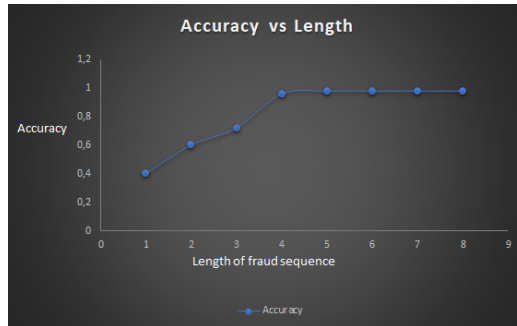 Accuracy vs Length
1,2
1
0,8
0,6
0,4
0,2
0
Accuracy
0 1 2 3 4 5 6 7 8 9
Length of fraud sequence
Accuracy